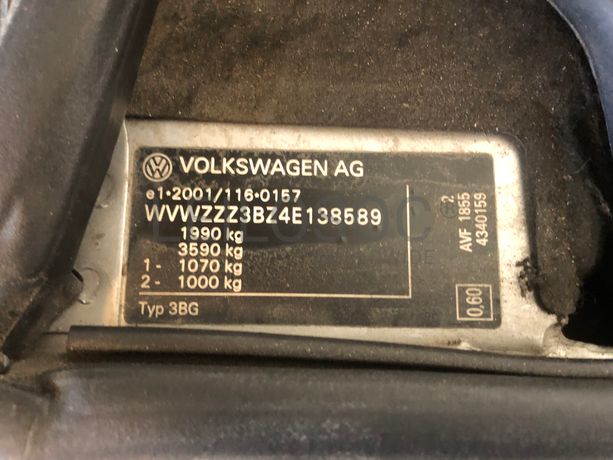 VOLKSWAGEN AG
e1*2001/116*0157
WVWZZZ3BZ4E138589
1990 kg
3590 kg
1- 1070 kg
2- 1000 kg
Typ 3BG
2
AVF 1855
4340159
0,60